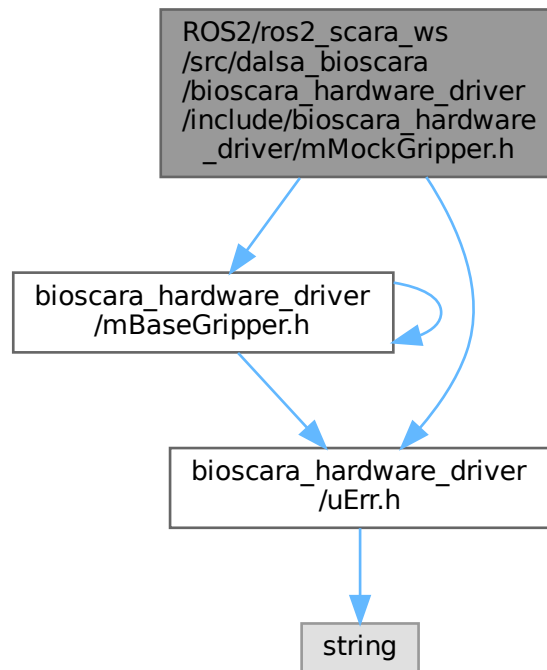 ROS2/ros2_scara_ws
/src/dalsa_bioscara
/bioscara_hardware_driver
/include/bioscara_hardware
_driver/mMockGripper.h
bioscara_hardware_driver
/mBaseGripper.h
bioscara_hardware_driver
/uErr.h
string